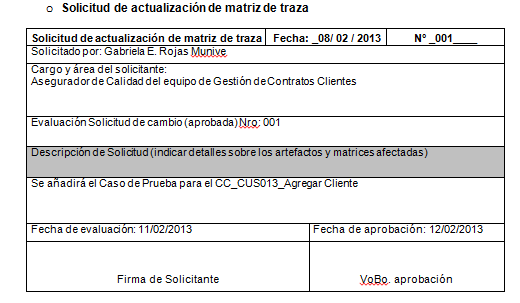 o Solicitud de actualización de matriz de traza
Solicitud de actualización de matriz de traza Fecha: _08/ 02 / 2013 N° _001____
Solicitado por: Gabriela E. Rojas Munive
Cargo y área del solicitante:
Asegurador de Calidad del equipo de Gestión de Contratos Clientes
Evaluación Solicitud de cambio (aprobada) Nro: 001
Descripción de Solicitud (indicar detalles sobre los artefactos y matrices afectadas)
Se añadirá el Caso de Prueba para el CC_CUS013_Agregar Cliente
Fecha de evaluación: 11/02/2013 Fecha de aprobación: 12/02/2013
Firma de Solicitante VoBo. aprobación